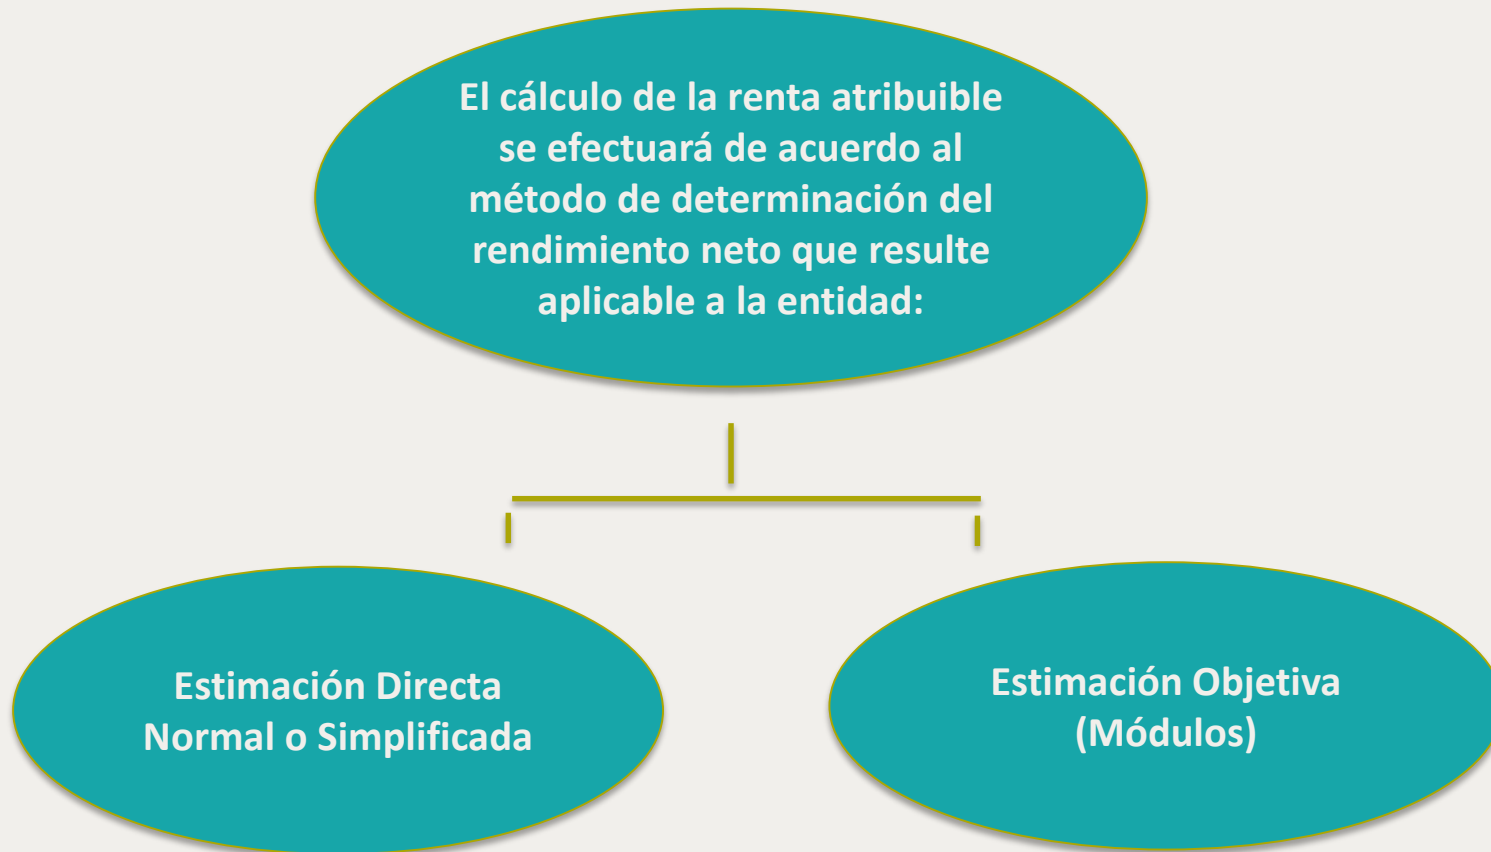 El cálculo de la renta atribuible
se efectuará de acuerdo al
método de determinación del
rendimiento neto que resulte
aplicable a la entidad:
Estimación Directa
Normal o Simplificada
Estimación Objetiva
(Módulos)